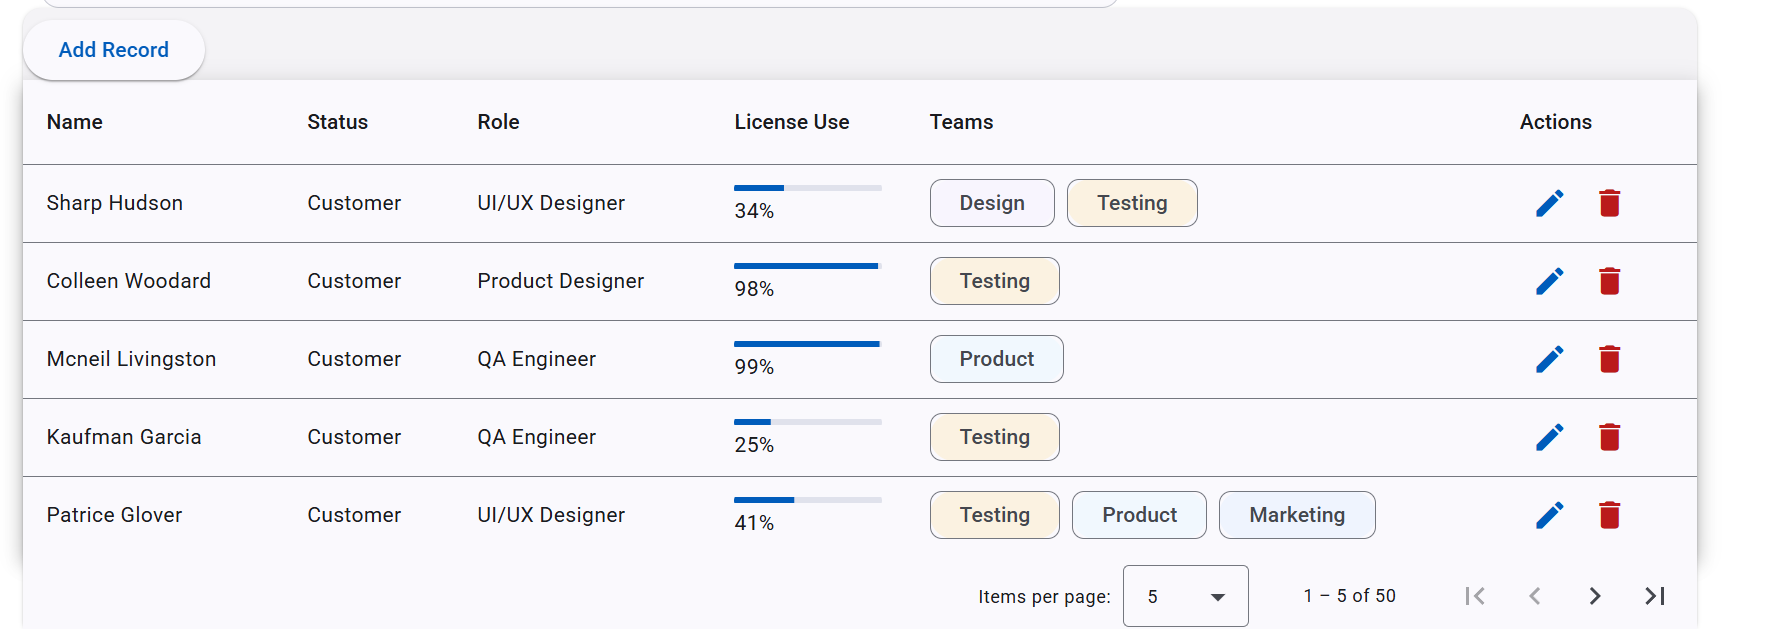 Add Record
Name Status Role License Use Teams Actions
Sharp Hudson Customer UI/UX Designer 34% Design Testing
Colleen Woodard Customer Product Designer 98% Testing
Mcneil Livingston Customer QA Engineer 99% Product
Kaufman Garcia Customer QA Engineer 25% Testing
Patrice Glover Customer UI/UX Designer 41% Testing Product Marketing
Items per page: 5 1 – 5 of 50